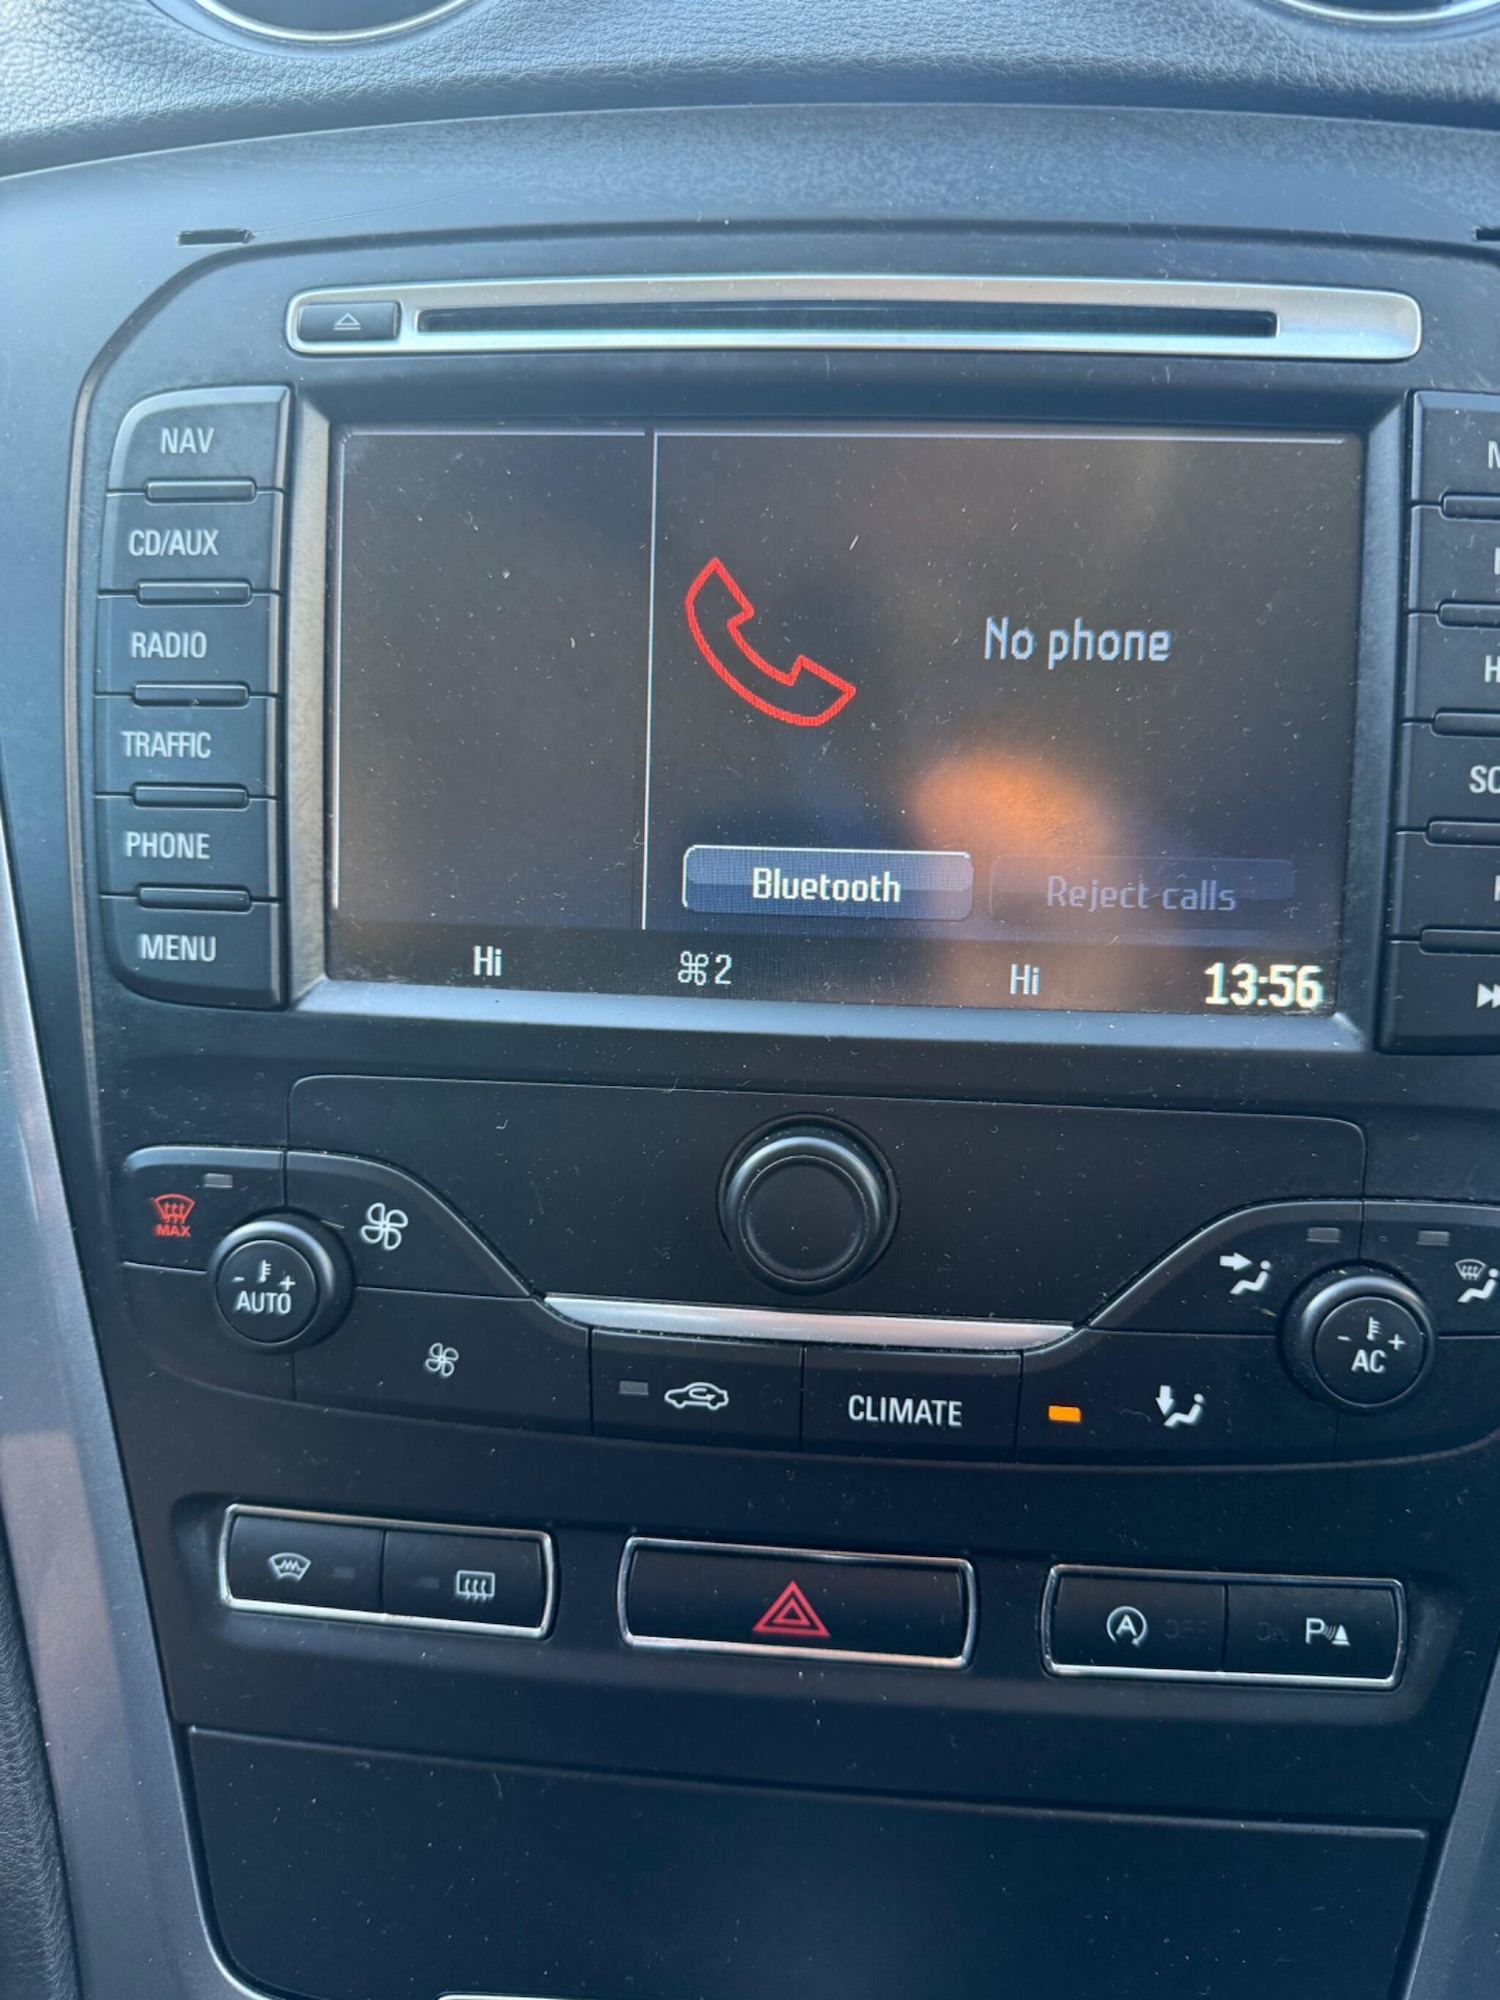 NAV
CD/AUX
RADIO
TRAFFIC
PHONE
MENU
No phone
Bluetooth
Reject calls
Hi
2
Hi
13:56
MAX
- +
AUTO
- +
AC
CLIMATE
A
OFF
P